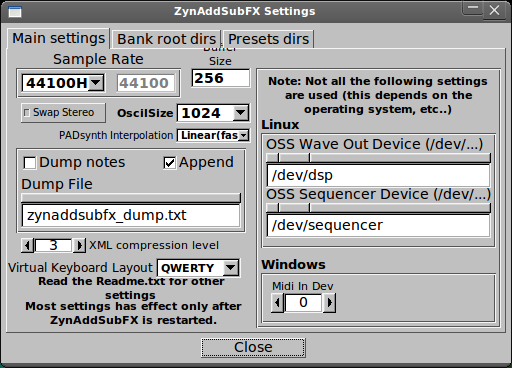 ZynAddSubFX Settings
Main settings
Bank root dirs
Presets dirs
Sample Rate
Size
44100H
44100
256
Swap Stereo
OscilSize
1024
PADsynth Interpolation
Linear(fas
Dump notes
Append
Dump File
zynaddsubfx_dump.txt
3
XML compression level
Virtual Keyboard Layout
QWERTY
Read the Readme.txt for other
settings
Most settings has effect only after
ZynAddSubFX is restarted.
Note: Not all the following settings
are used (this depends on the
operating system, etc..)
Linux
OSS Wave Out Device (/dev/...)
/dev/dsp
OSS Sequencer Device (/dev/...)
/dev/sequencer
Windows
Midi In Dev
0
Close